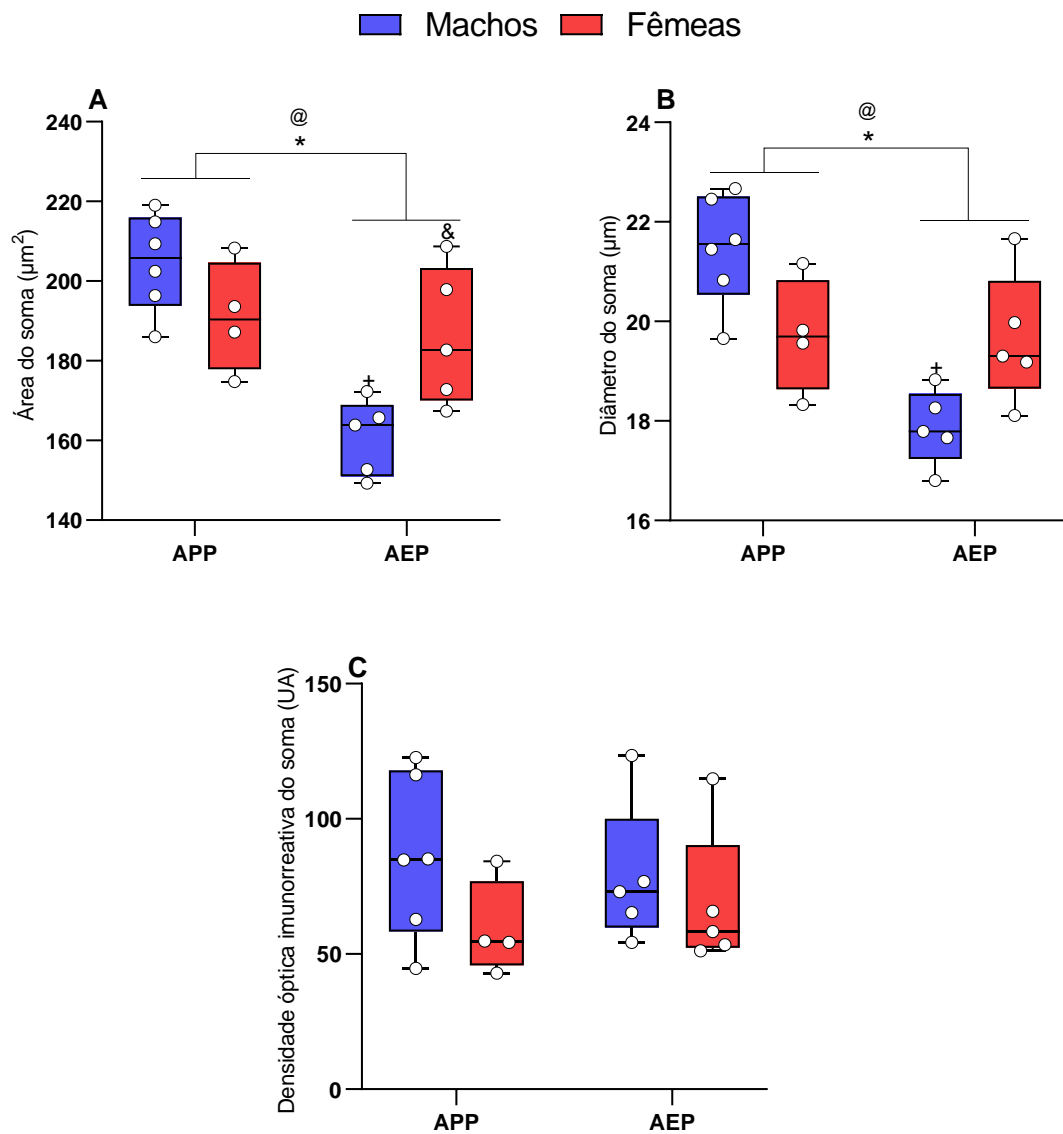 Machos Fêmeas
A
@
*
Área do soma (µm²)
240
220
200
180
160
140
&
+
APP AEP
B
@
*
Diâmetro do soma (µm)
24
22
20
18
16
+
APP AEP
C
Densidade óptica imunorreativa do soma (UA)
150
100
50
0
APP AEP